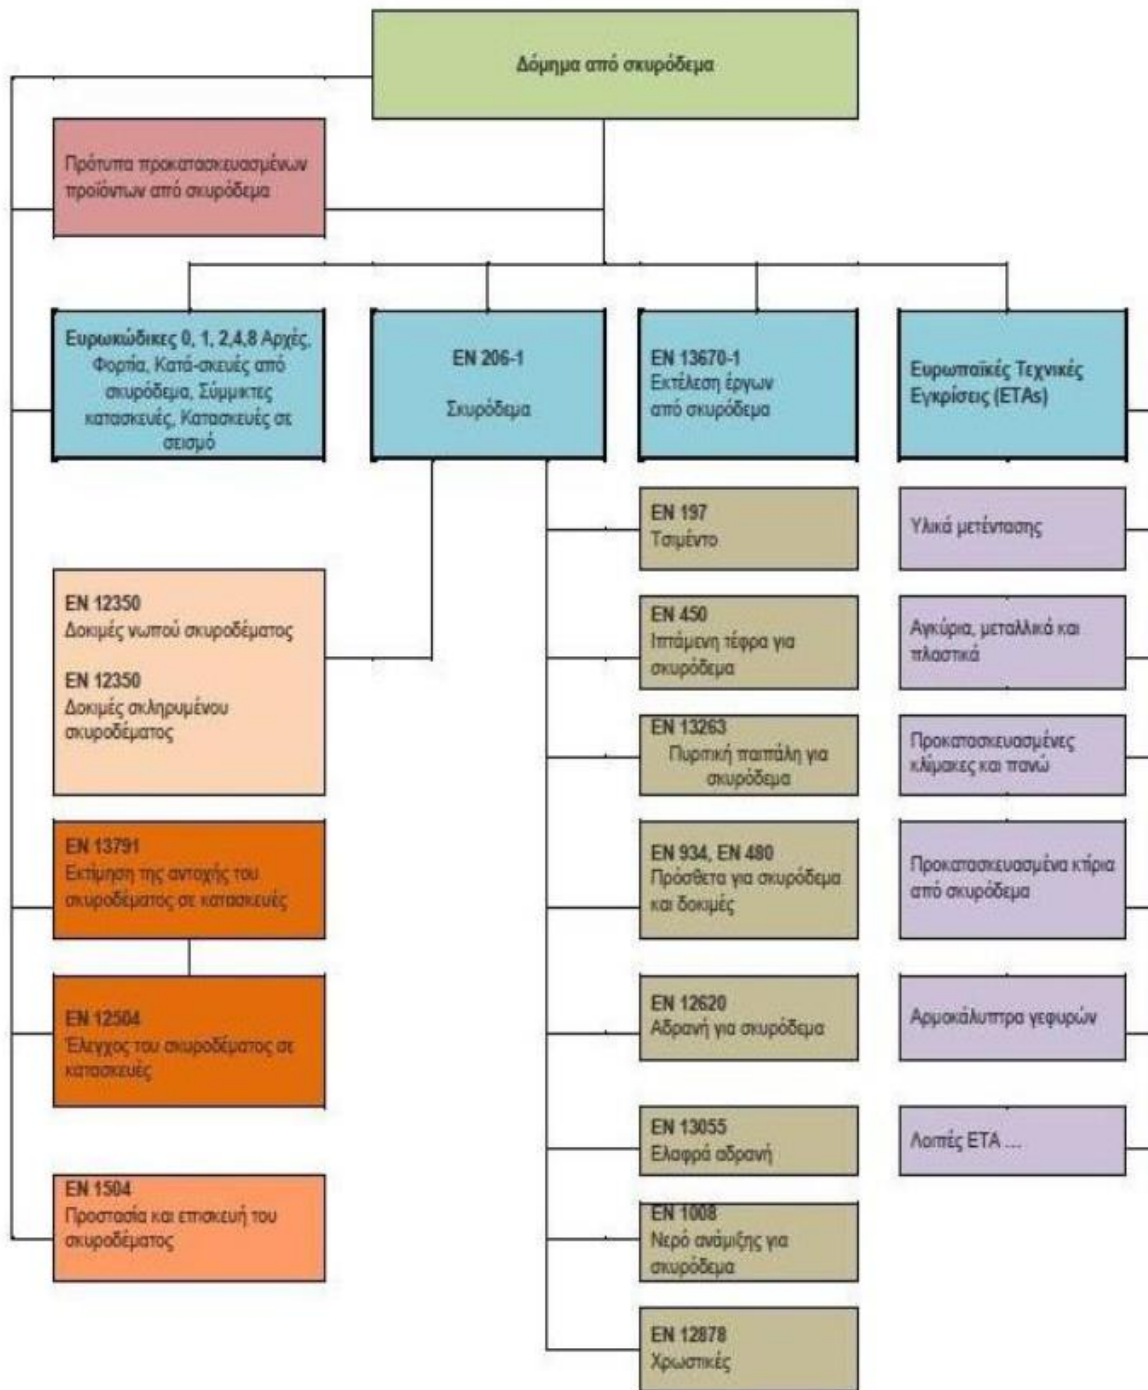 Δόμημα από σκυρόδεμα
Πρότυπα προκατασκευασμένων
προϊόντων από σκυρόδεμα
Ευρωκώδικες 0, 1, 2,4,8 Αρχές,
Φορτία, Κατά-σκευές από
σκυρόδεμα, Σύμμικτες
κατασκευές, Κατασκευές σε
σεισμό
EN 206-1
Σκυρόδεμα
EN 13670-1
Εκτέλεση έργων
από σκυρόδεμα
Ευρωπαϊκές Τεχνικές
Εγκρίσεις (ETAs)
EN 12350
Δοκιμές νωπού σκυροδέματος
EN 12350
Δοκιμές σκληρυμένου
σκυροδέματος
EN 13791
Εκτίμηση της αντοχής του
σκυροδέματος σε κατασκευές
EN 12504
Έλεγχος του σκυροδέματος σε
κατασκευές
EN 1504
Προστασία και επισκευή του
σκυροδέματος
EN 197
Τσιμέντο
EN 450
Ιπτάμενη τέφρα για
σκυρόδεμα
EN 13263
Πυριτική παιπάλη για
σκυρόδεμα
EN 934, EN 480
Πρόσθετα για σκυρόδεμα
και δοκιμές
EN 12620
Αδρανή για σκυρόδεμα
EN 13055
Ελαφρά αδρανή
EN 1008
Νερό ανάμιξης για
σκυρόδεμα
EN 12878
Χρωστικές
Υλικά μετέντασης
Αγκύρια, μεταλλικά και
πλαστικά
Προκατασκευασμένες
κλίμακες και πανώ
Προκατασκευασμένα κτίρια
από σκυρόδεμα
Αρμοκάλυπτρα γεφυρών
Λοιπές ETA ...